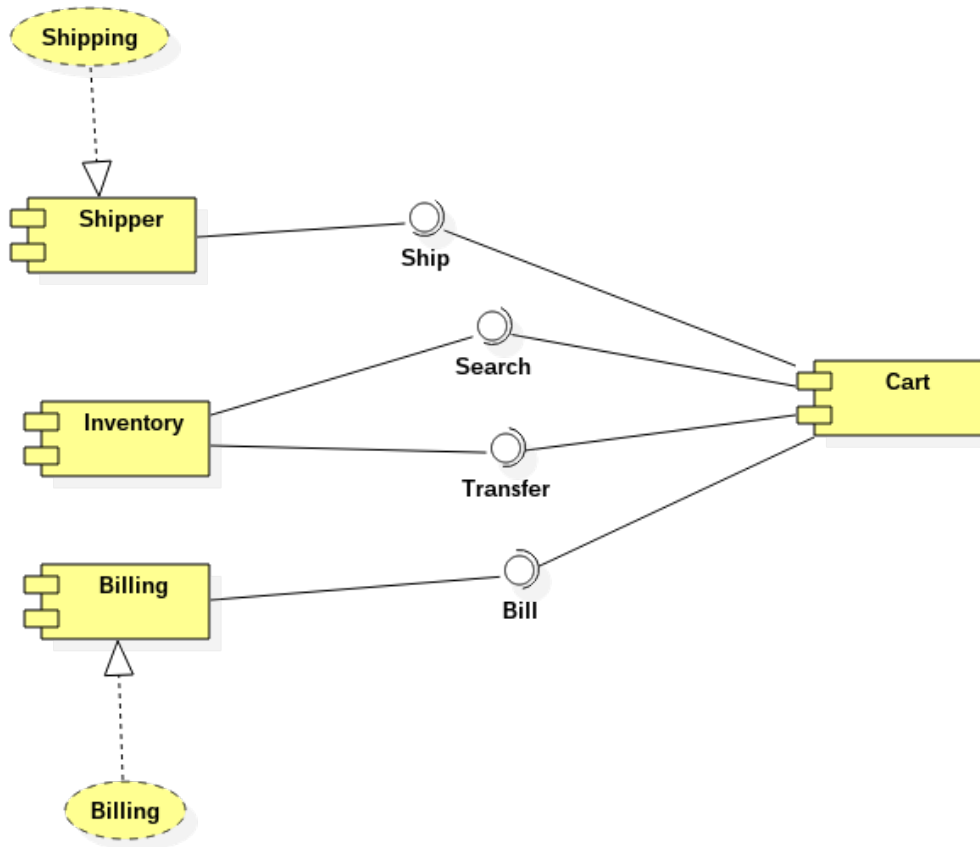 Shipping
Shipper
Ship
Search
Cart
Inventory
Transfer
Billing
Bill
Billing